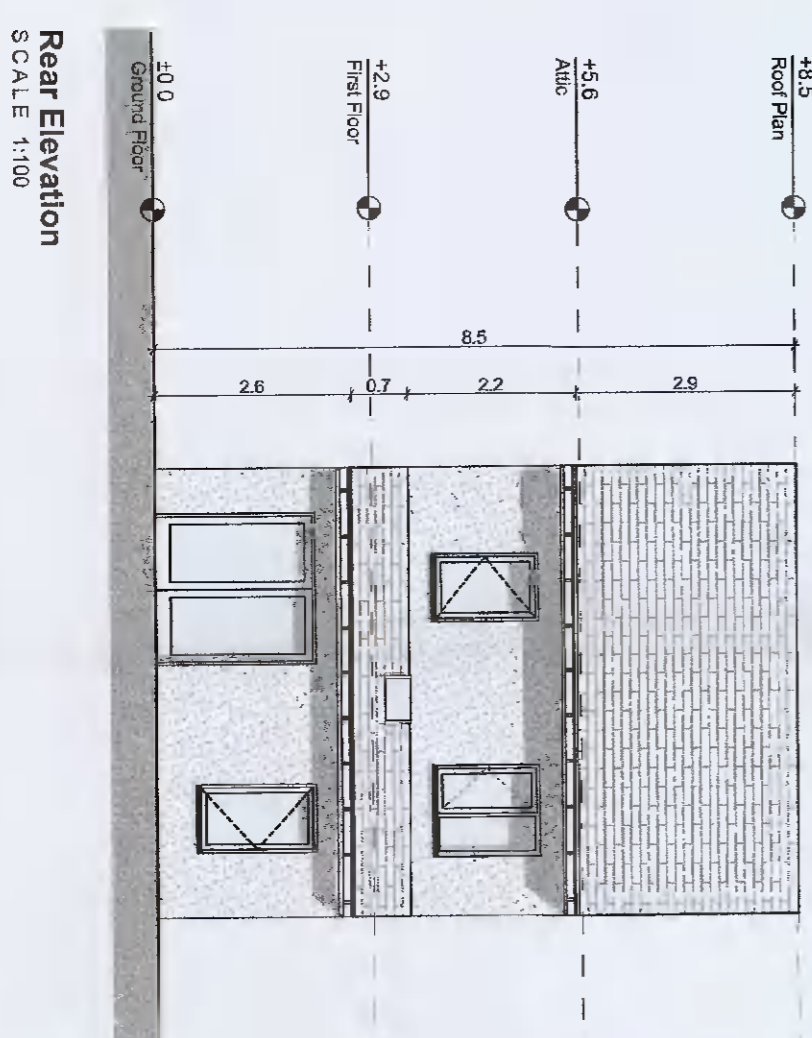 +8.5
Roof Plan
+5.6
Attic
+2.9
First Floor
±0.0
Ground Floor
8.5
2.9
2.2
0.7
2.6
Rear Elevation
SCALE 1:100